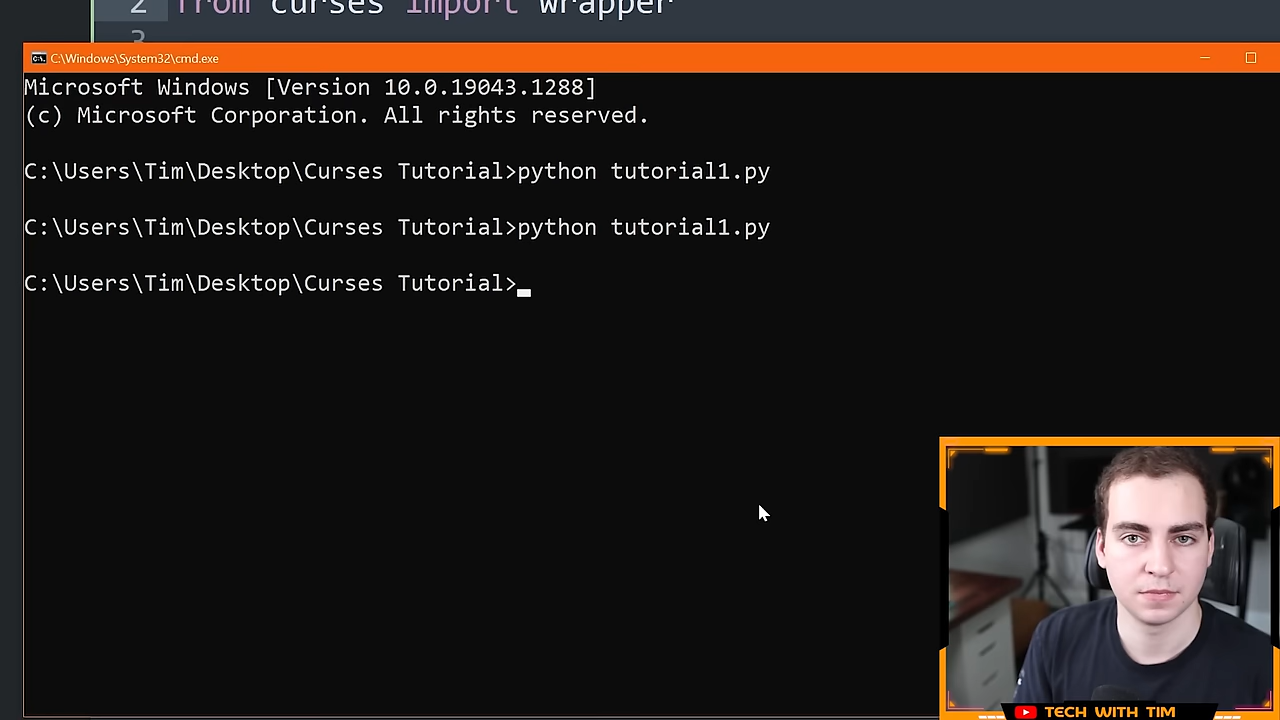 2 from curses import wrapper
3
C:\Windows\System32\cmd.exe
Microsoft Windows [Version 10.0.19043.1288]
(c) Microsoft Corporation. All rights reserved.
C:\Users\Tim\Desktop\Curses Tutorial>python tutorial1.py
C:\Users\Tim\Desktop\Curses Tutorial>python tutorial1.py
C:\Users\Tim\Desktop\Curses Tutorial>
TECH WITH TIM